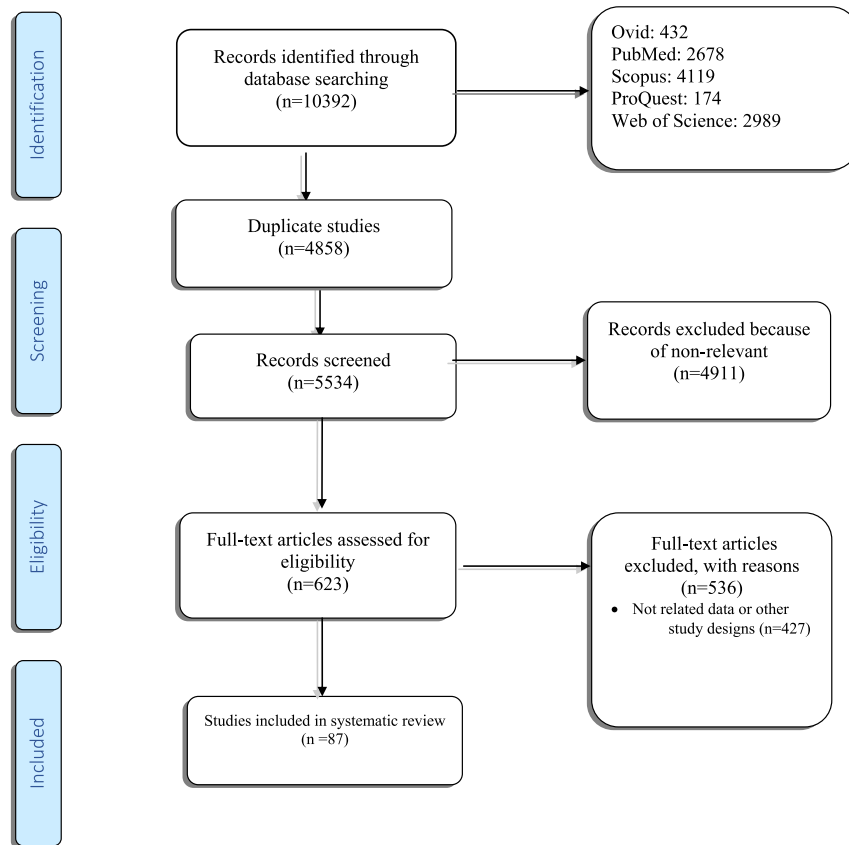 Identification
Records identified through
database searching
(n=10392)
Ovid: 432
PubMed: 2678
Scopus: 4119
ProQuest: 174
Web of Science: 2989
Duplicate studies
(n=4858)
Screening
Records screened
(n=5534)
Records excluded because
of non-relevant
(n=4911)
Eligibility
Full-text articles assessed for
eligibility
(n=623)
Full-text articles
excluded, with reasons
(n=536)
• Not related data or other
study designs (n=427)
Included
Studies included in systematic review
(n =87)